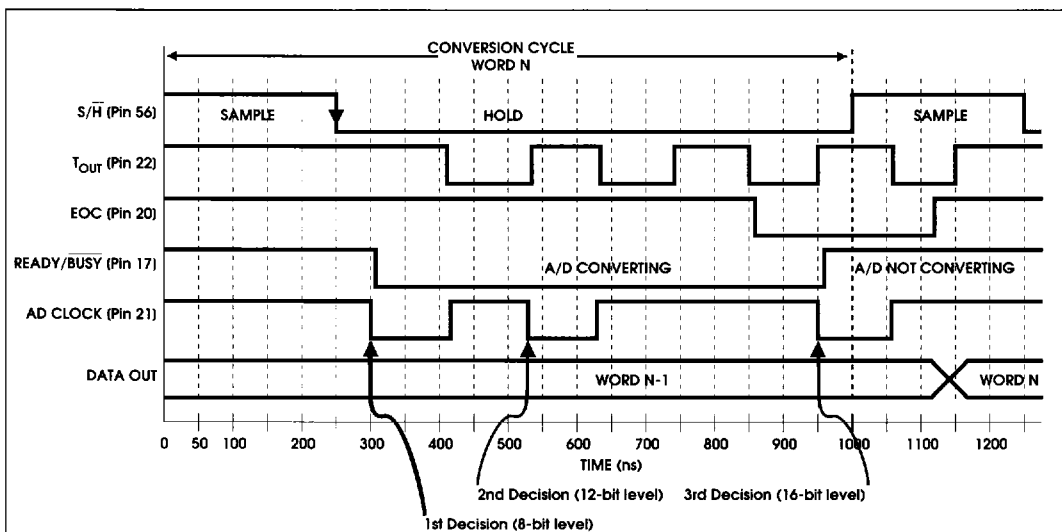 CONVERSION CYCLE
WORD N
S/H (Pin 56)
SAMPLE
HOLD
SAMPLE
TOUT (Pin 22)
EOC (Pin 20)
READY/BUSY (Pin 17)
A/D CONVERTING
A/D NOT CONVERTING
AD CLOCK (Pin 21)
DATA OUT
WORD N-1
WORD N
0 50 100 200 300 400 500 600 700 800 900 1000 1100 1200
TIME (ns)
2nd Decision (12-bit level)
3rd Decision (16-bit level)
1st Decision (8-bit level)